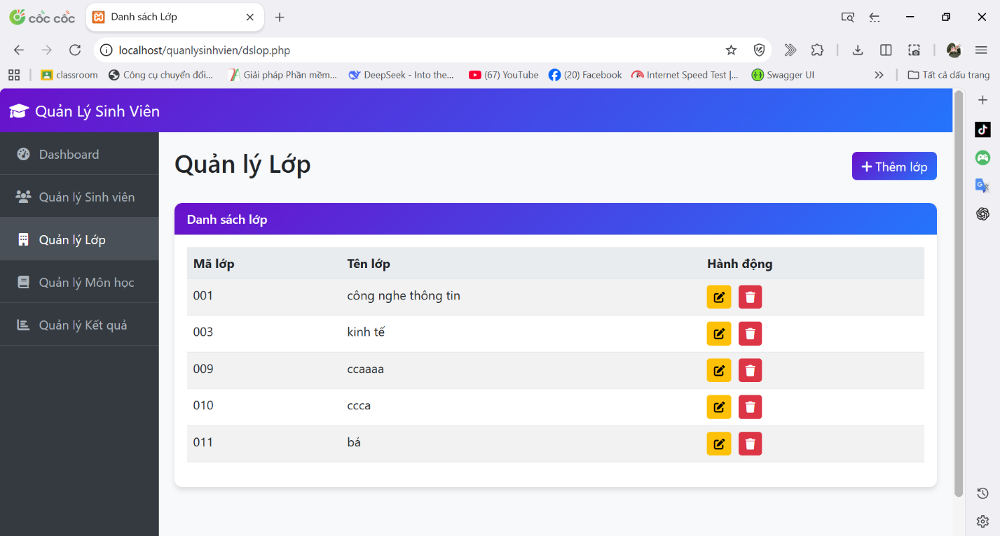 cốc cốc Danh sách Lớp
localhost/quanlysinhvien/dslop.php
classroom Công cụ chuyển đổi... Giải pháp Phần mềm... DeepSeek - Into the... (67) YouTube (20) Facebook Internet Speed Test |... Swagger UI Tất cả dấu trang
Quản Lý Sinh Viên
Dashboard
Quản lý Sinh viên
Quản lý Lớp
Quản lý Môn học
Quản lý Kết quả
Quản lý Lớp
Thêm lớp
Danh sách lớp
Mã lớp Tên lớp Hành động
001 công nghe thông tin
003 kinh tế
009 ccaaaa
010 ccca
011 bá